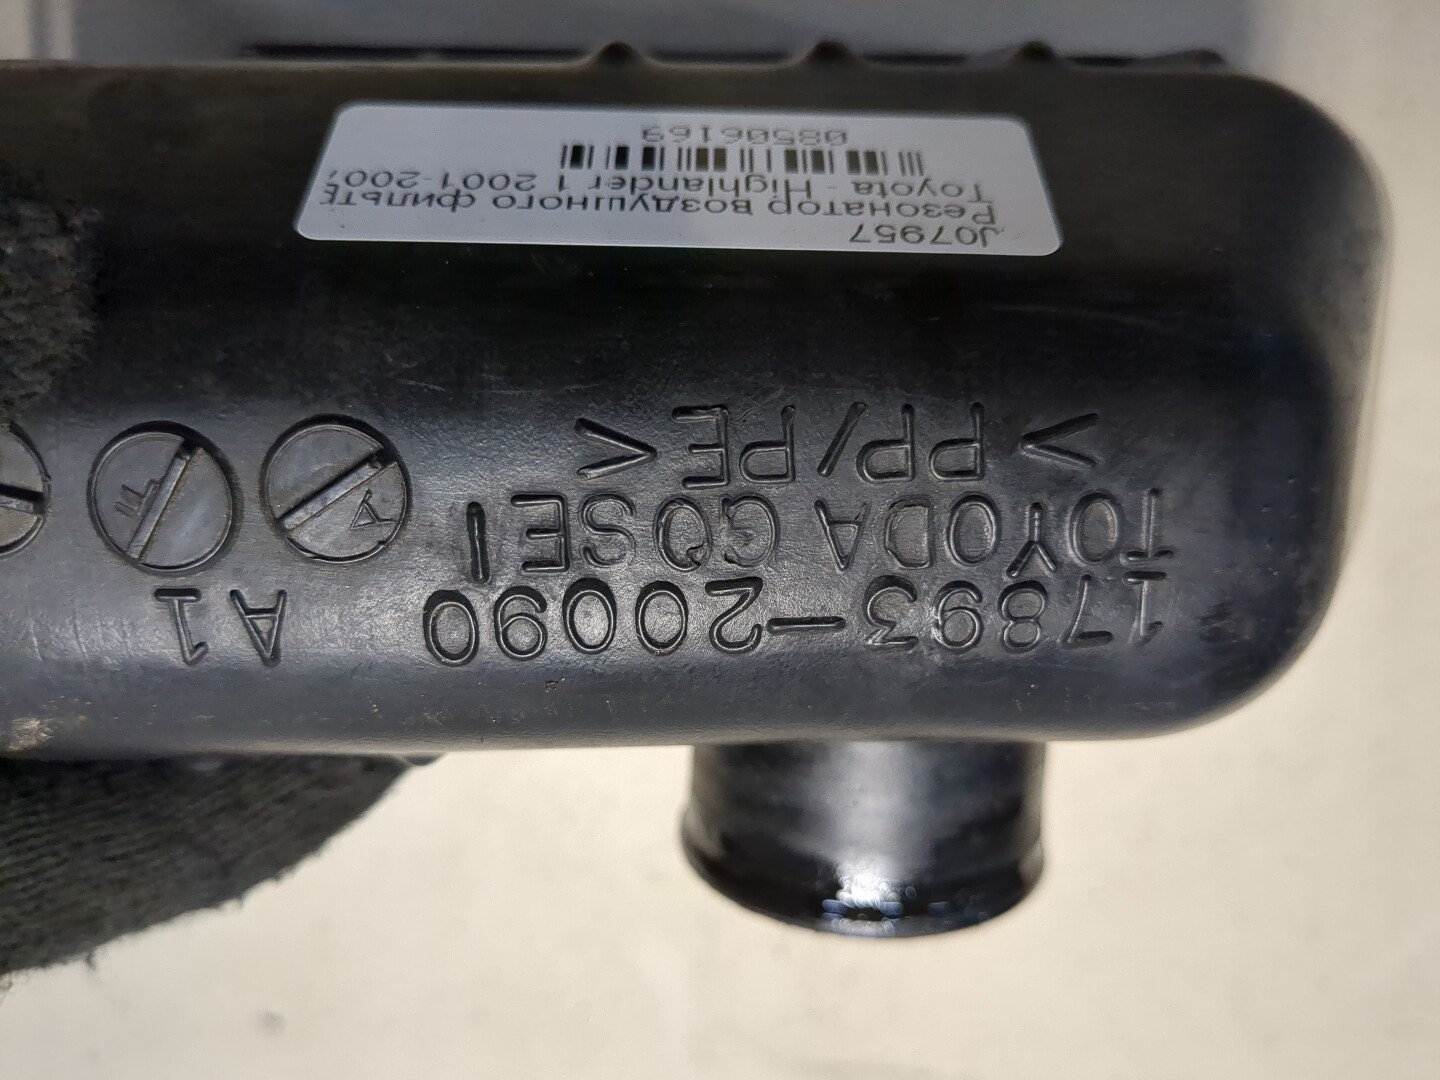 17893-20090 A1
TOYODA GOSEI
>PP/PE<
A
J07957
Резонатор воздушного фильтр
Toyota - Highlander 1 2001-2007
08506169